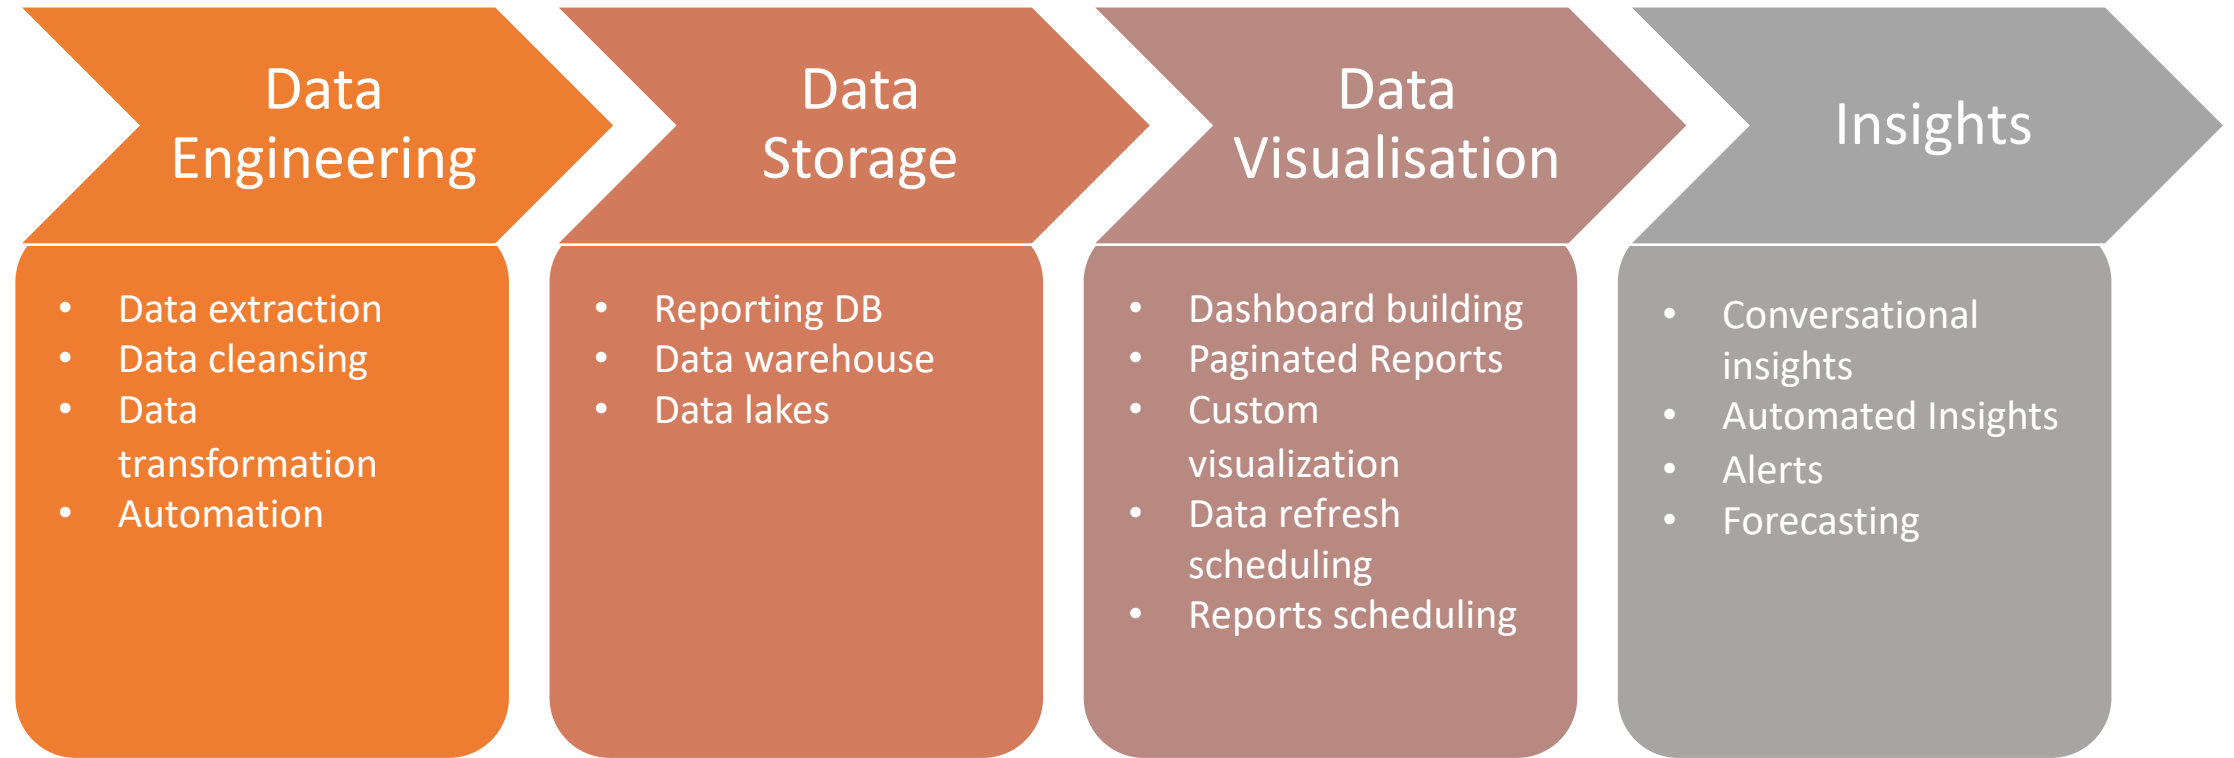 Data
Engineering
• Data extraction
• Data cleansing
• Data
transformation
• Automation
Data
Storage
• Reporting DB
• Data warehouse
• Data lakes
Data
Visualisation
• Dashboard building
• Paginated Reports
• Custom
visualization
• Data refresh
scheduling
• Reports scheduling
Insights
• Conversational
insights
• Automated Insights
• Alerts
• Forecasting